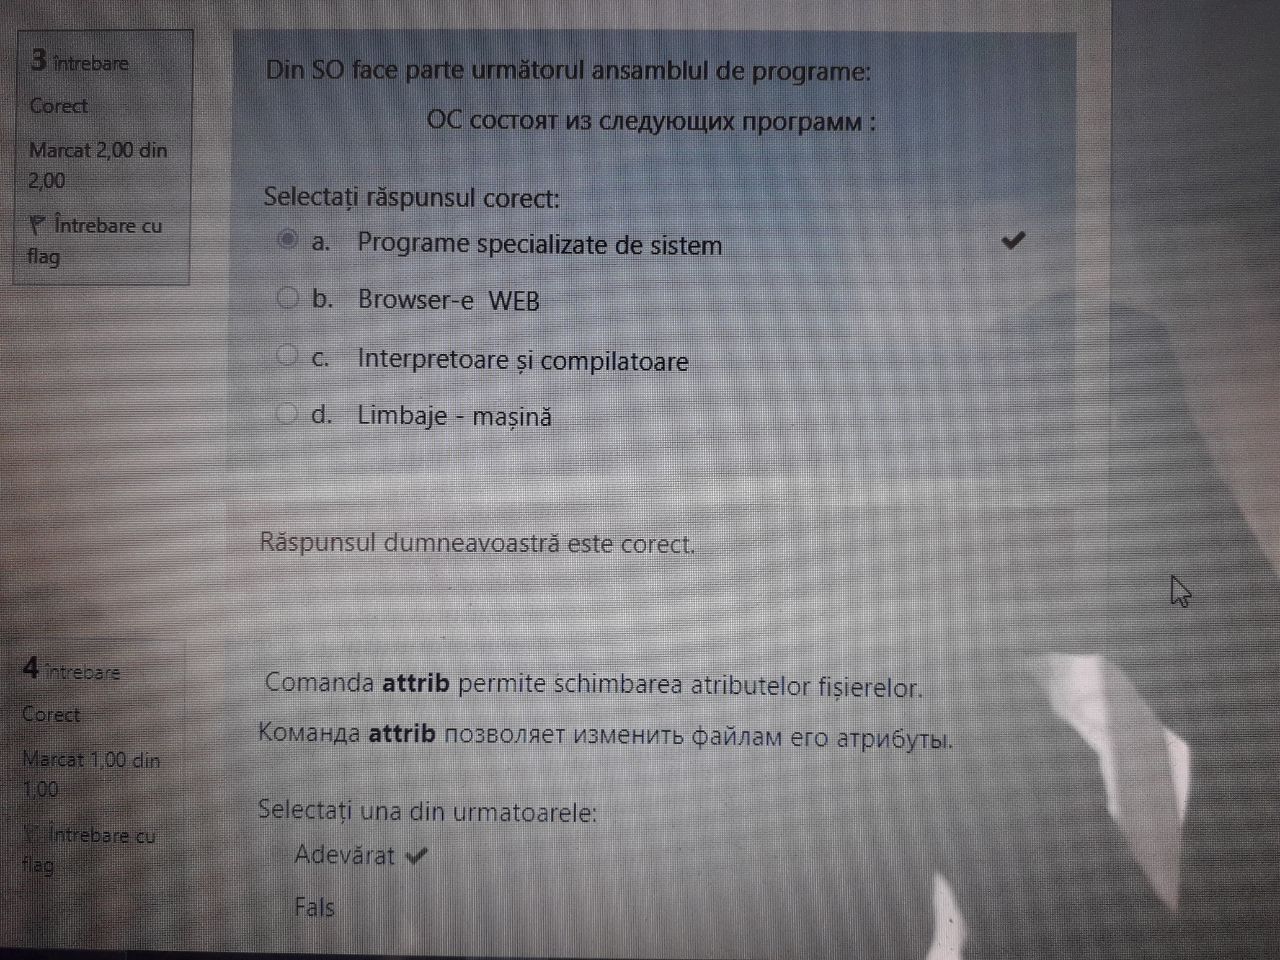 3 întrebare
Corect
Marcat 2,00 din
2,00
Întrebare cu
flag
Din SO face parte următorul ansamblul de programe:
ОС состоят из следующих программ :
Selectați răspunsul corect:
a. Programe specializate de sistem
b. Browser-e WEB
c. Interpretoare și compilatoare
d. Limbaje - mașină
Răspunsul dumneavoastră este corect.
4 întrebare
Corect
Marcat 1,00 din
1,00
Întrebare cu
flag
Comanda attrib permite schimbarea atributelor fișierelor.
Команда attrib позволяет изменить файлам его атрибуты.
Selectați una din urmatoarele:
Adevărat
Fals